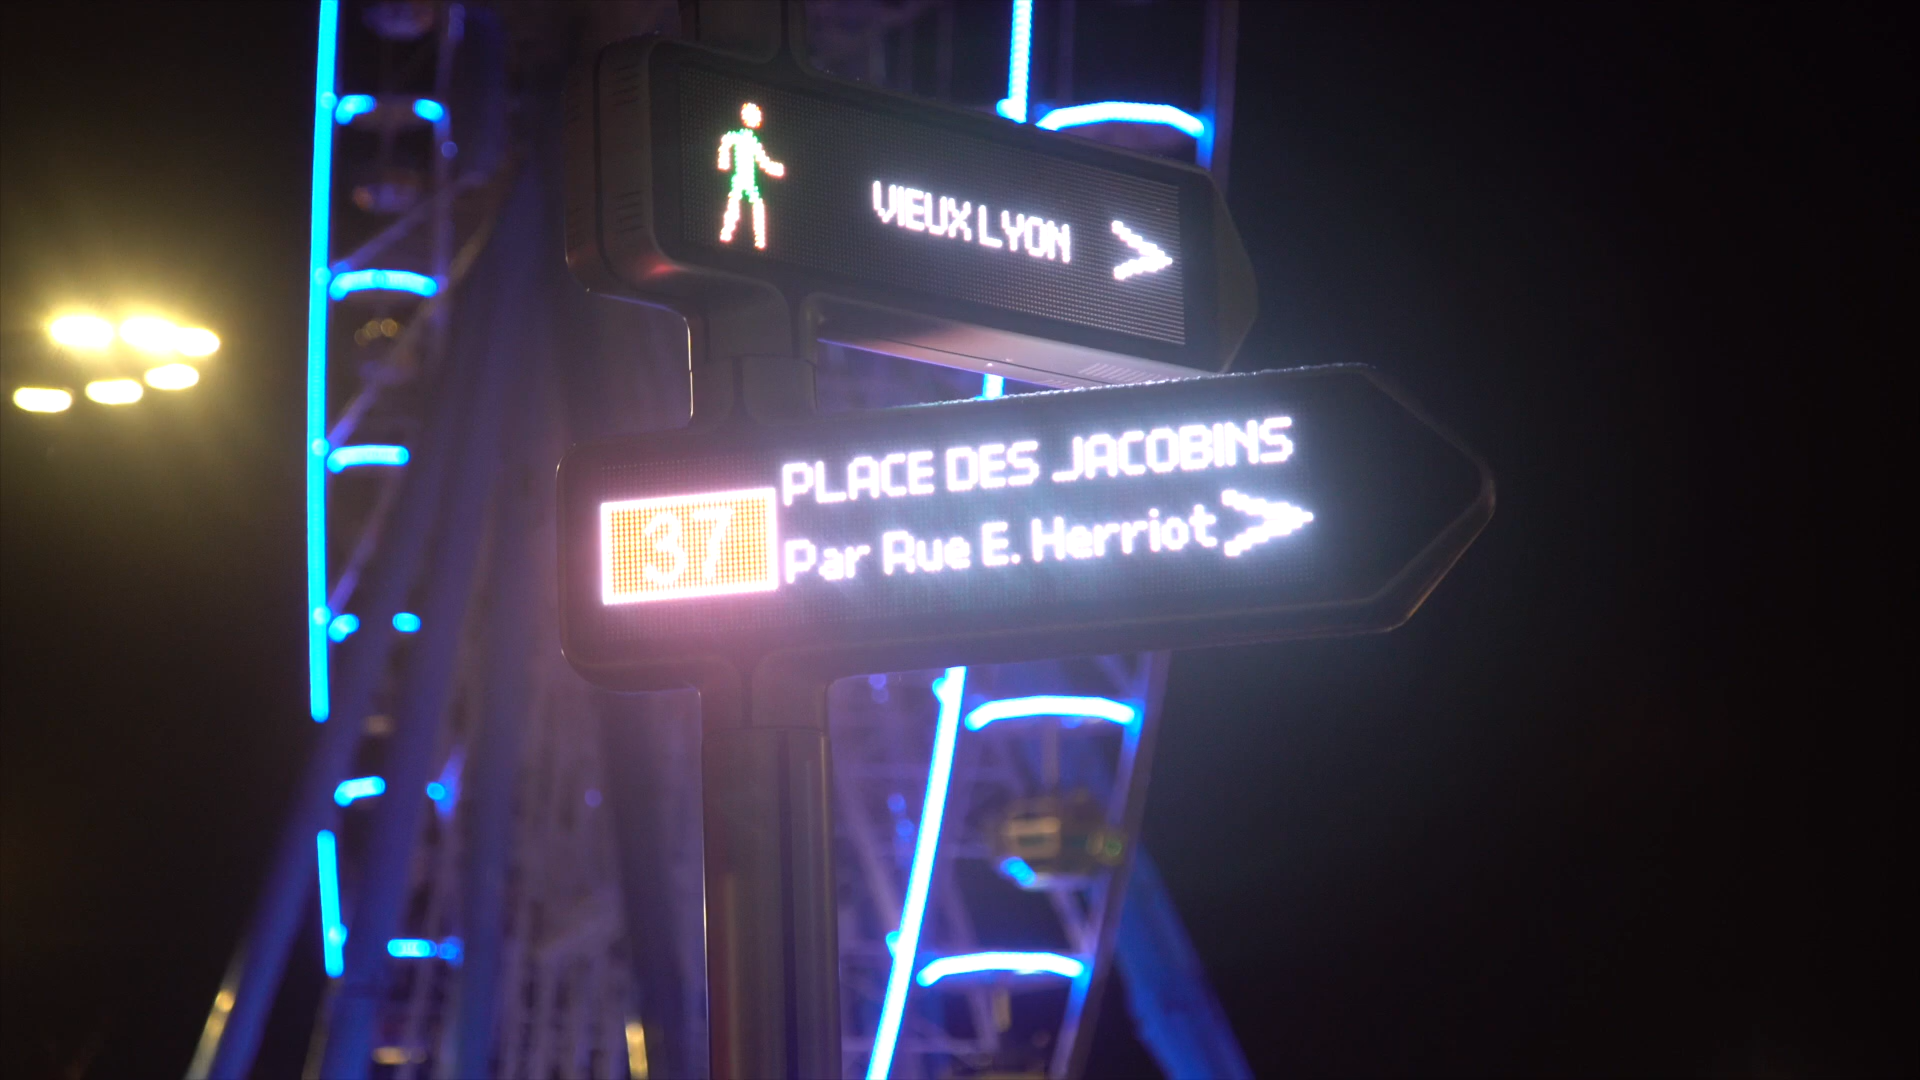 VIEUX LYON >
PLACE DES JACOBINS
37 Par Rue E. Herriot >